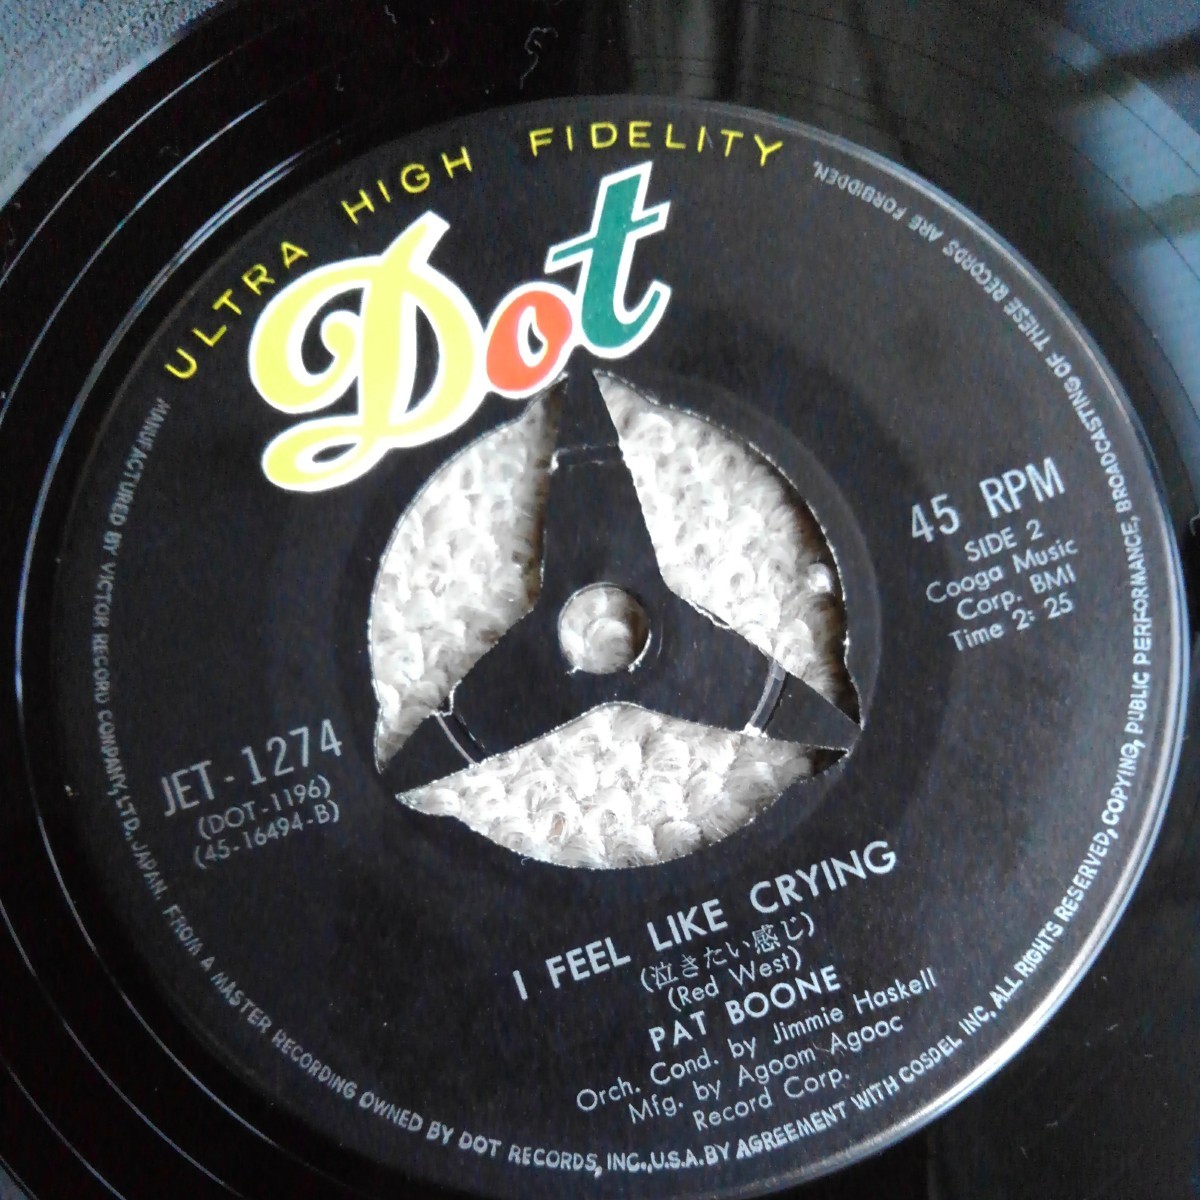 ULTRA HIGH FIDELITY
Dot
45 RPM
SIDE 2
Cooga Music
Corp. BMI
Time 2: 25
JET-1274
(DOT-1196)
(45-16494-B)
I FEEL LIKE CRYING
(泣きたい感じ)
(Red West)
PAT BOONE
Orch. Cond. by Jimmie Haskell
Mfg. by Agoom Agooc
Record Corp.
MANUFACTURED BY VICTOR RECORD COMPANY, LTD., JAPAN. FROM A MASTER RECORDING OWNED BY DOT RECORDS, INC., U.S.A. BY AGREEMENT WITH COSDEL INC. ALL RIGHTS RESERVED, COPYING, PUBLIC PERFORMANCE, BROADCASTING OF THESE RECORDS ARE FORBIDDEN.